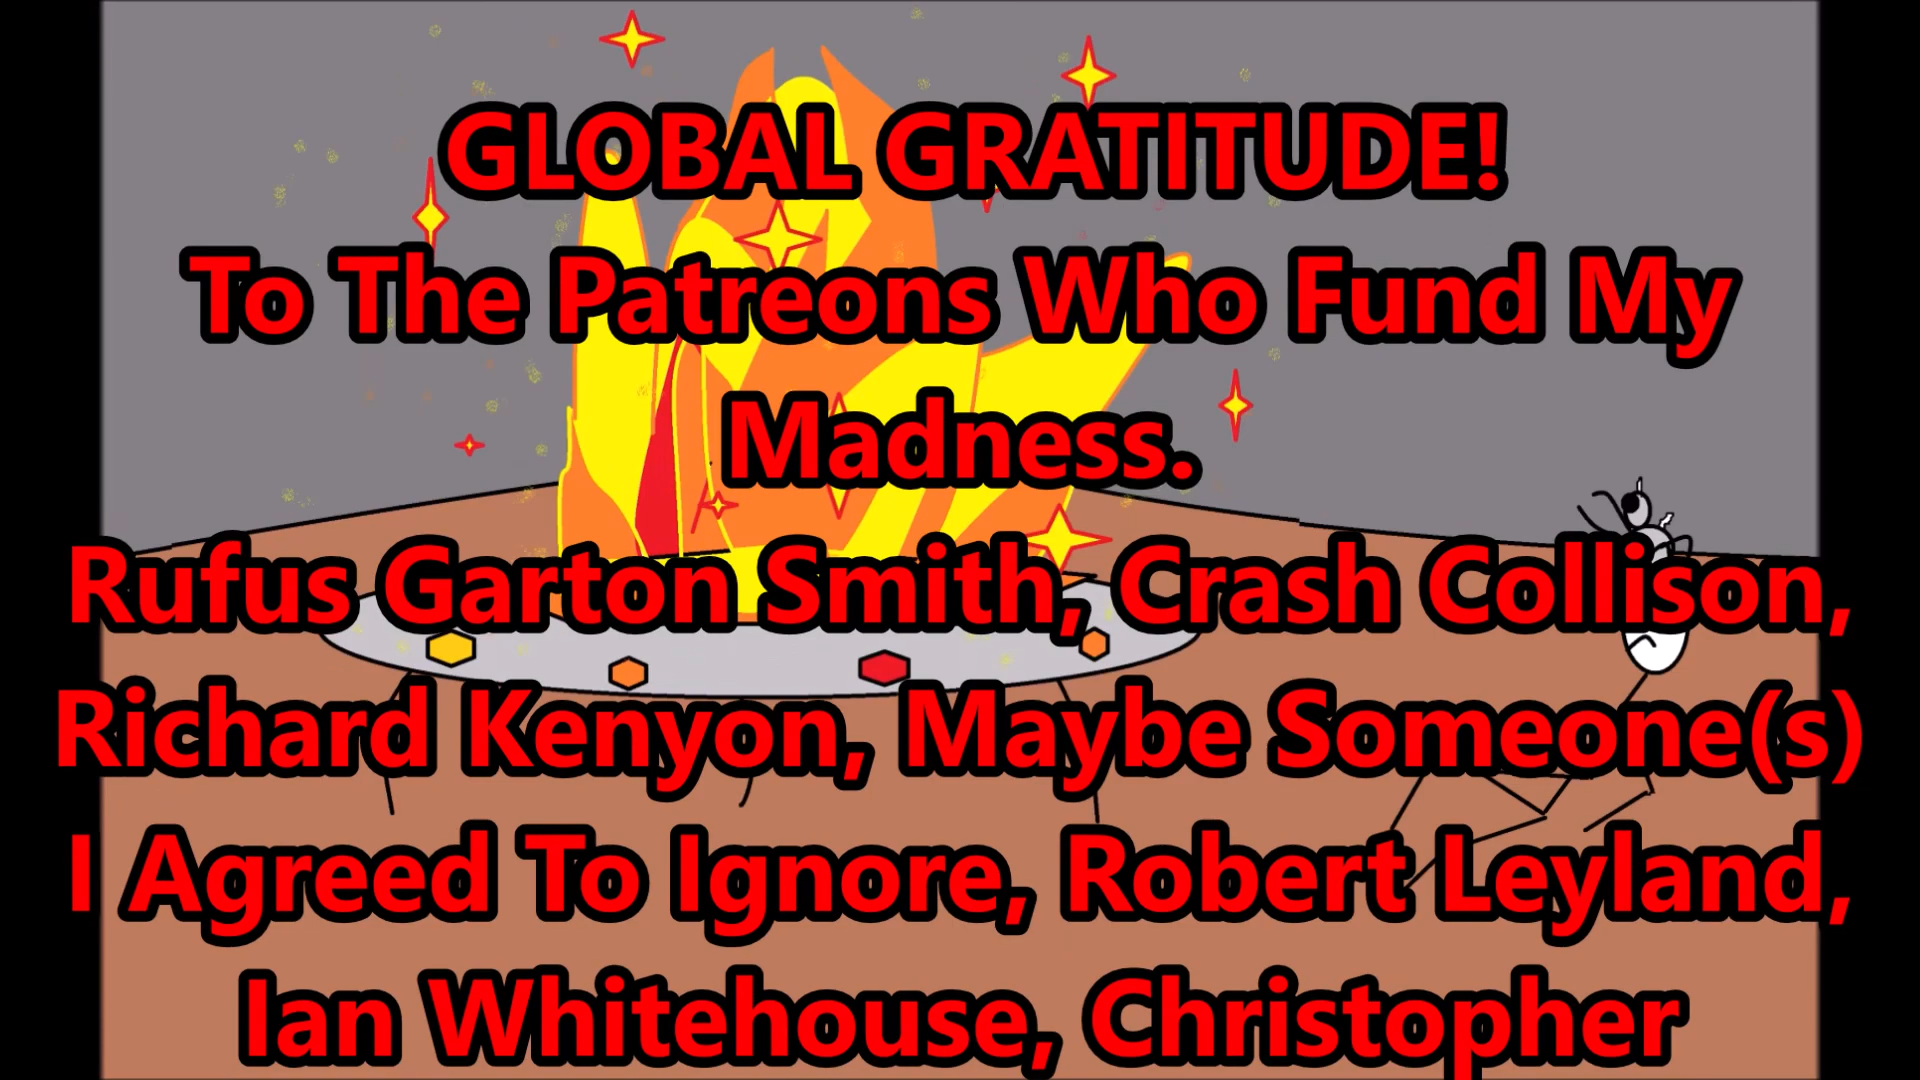 GLOBAL GRATITUDE!
To The Patreons Who Fund My
Madness.
Rufus Garton Smith, Crash Collison,
Richard Kenyon, Maybe Someone(s)
I Agreed To Ignore, Robert Leyland,
Ian Whitehouse, Christopher